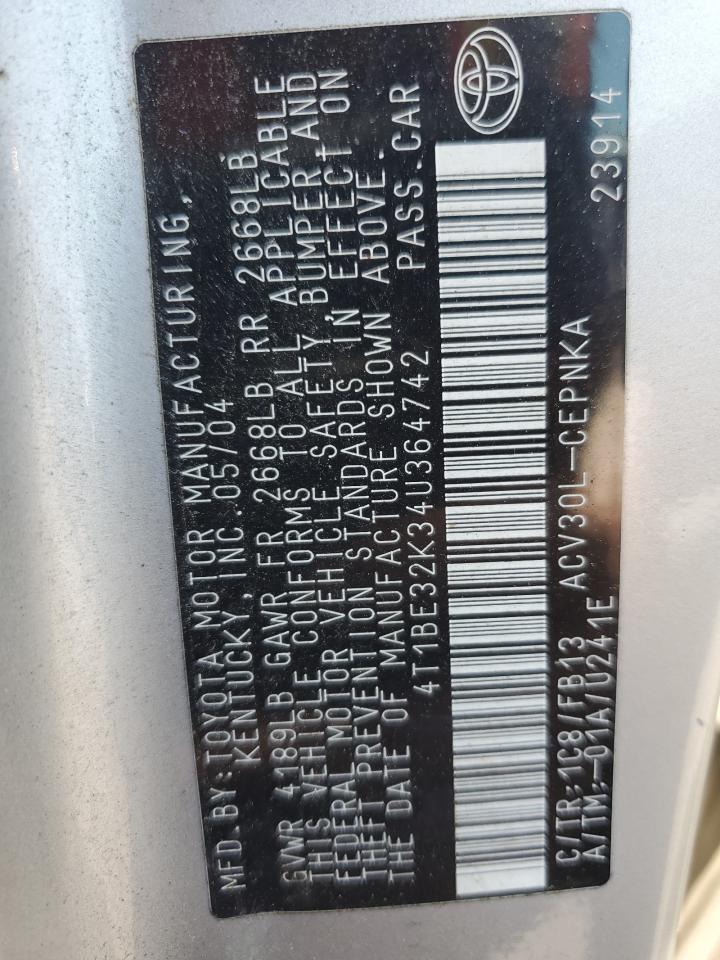 MFD.BY:TOYOTA MOTOR MANUFACTURING,
KENTUCKY, INC.05/04
GVWR 4189LB GAWR FR 2668LB RR 2668LB
THIS VEHICLE CONFORMS TO ALL APPLICABLE
FEDERAL MOTOR VEHICLE SAFETY, BUMPER,AND
THEFT PREVENTION STANDARDS IN EFFECT ON
THE DATE OF MANUFACTURE SHOWN ABOVE.
4T1BE32K34U364742 PASS.CAR
C/TR:1C8/FB13 ACV30L-CEPNKA
A/TM:-01A/U241E 23914